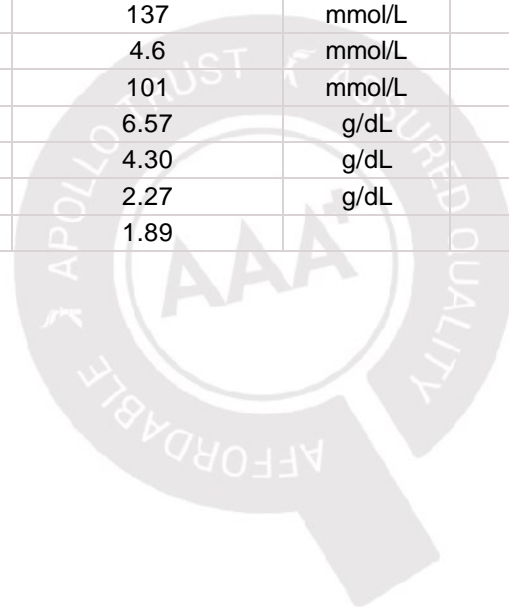 137 mmol/L
4.6 mmol/L
101 mmol/L
6.57 g/dL
4.30 g/dL
2.27 g/dL
1.89
APOLLO TRUST ASSURED QUALITY AFFORDABLE
AAA+